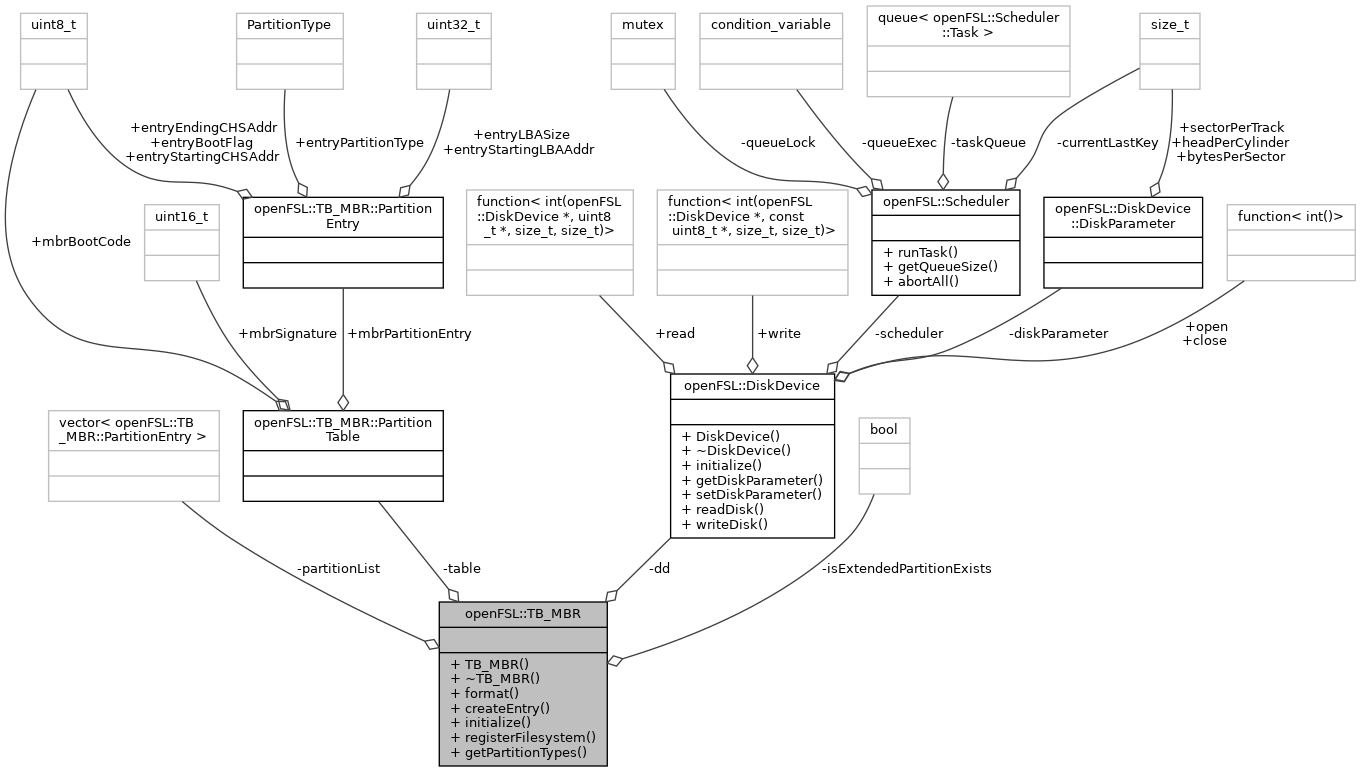 uint8_t
PartitionType
uint32_t
mutex
condition_variable
queue< openFSL::Scheduler
::Task >
size_t
+entryEndingCHSAddr
+entryBootFlag
+entryStartingCHSAddr
+entryPartitionType
+entryLBASize
+entryStartingLBAAddr
-queueLock
-queueExec
-taskQueue
-currentLastKey
+sectorPerTrack
+headPerCylinder
+bytesPerSector
+mbrBootCode
uint16_t
openFSL::TB_MBR::Partition
Entry
function< int(openFSL
::DiskDevice *, uint8
_t *, size_t, size_t)>
function< int(openFSL
::DiskDevice *, const
uint8_t *, size_t, size_t)>
openFSL::Scheduler
+ runTask()
+ getQueueSize()
+ abortAll()
openFSL::DiskDevice
::DiskParameter
function< int()>
+mbrSignature
+mbrPartitionEntry
+read
+write
-scheduler
-diskParameter
+open
+close
vector< openFSL::TB
_MBR::PartitionEntry >
openFSL::TB_MBR::Partition
Table
openFSL::DiskDevice
+ DiskDevice()
+ ~DiskDevice()
+ initialize()
+ getDiskParameter()
+ setDiskParameter()
+ readDisk()
+ writeDisk()
bool
-partitionList
-table
-dd
-isExtendedPartitionExists
openFSL::TB_MBR
+ TB_MBR()
+ ~TB_MBR()
+ format()
+ createEntry()
+ initialize()
+ registerFilesystem()
+ getPartitionTypes()